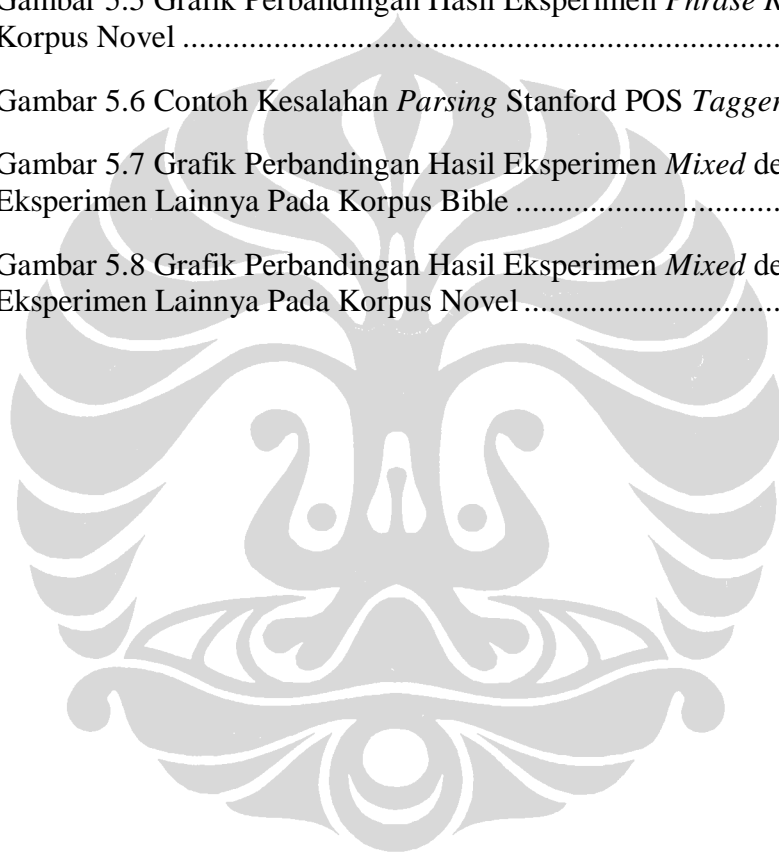 Gambar 5.5 Grafik Perbandingan Hasil Eksperimen Phrase
Korpus Novel ........................................................................
Gambar 5.6 Contoh Kesalahan Parsing Stanford POS Tagger
Gambar 5.7 Grafik Perbandingan Hasil Eksperimen Mixed de
Eksperimen Lainnya Pada Korpus Bible ................................
Gambar 5.8 Grafik Perbandingan Hasil Eksperimen Mixed de
Eksperimen Lainnya Pada Korpus Novel ...............................